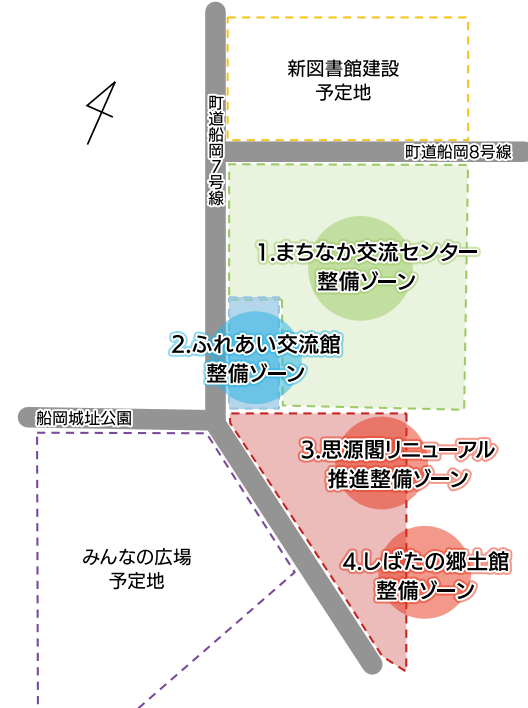 新図書館建設
予定地
町道船岡7号線
町道船岡8号線
1.まちなか交流センター
整備ゾーン
2.ふれあい交流館
整備ゾーン
船岡城址公園
3.思源閣リニューアル
推進整備ゾーン
みんなの広場
予定地
4.しばたの郷土館
整備ゾーン